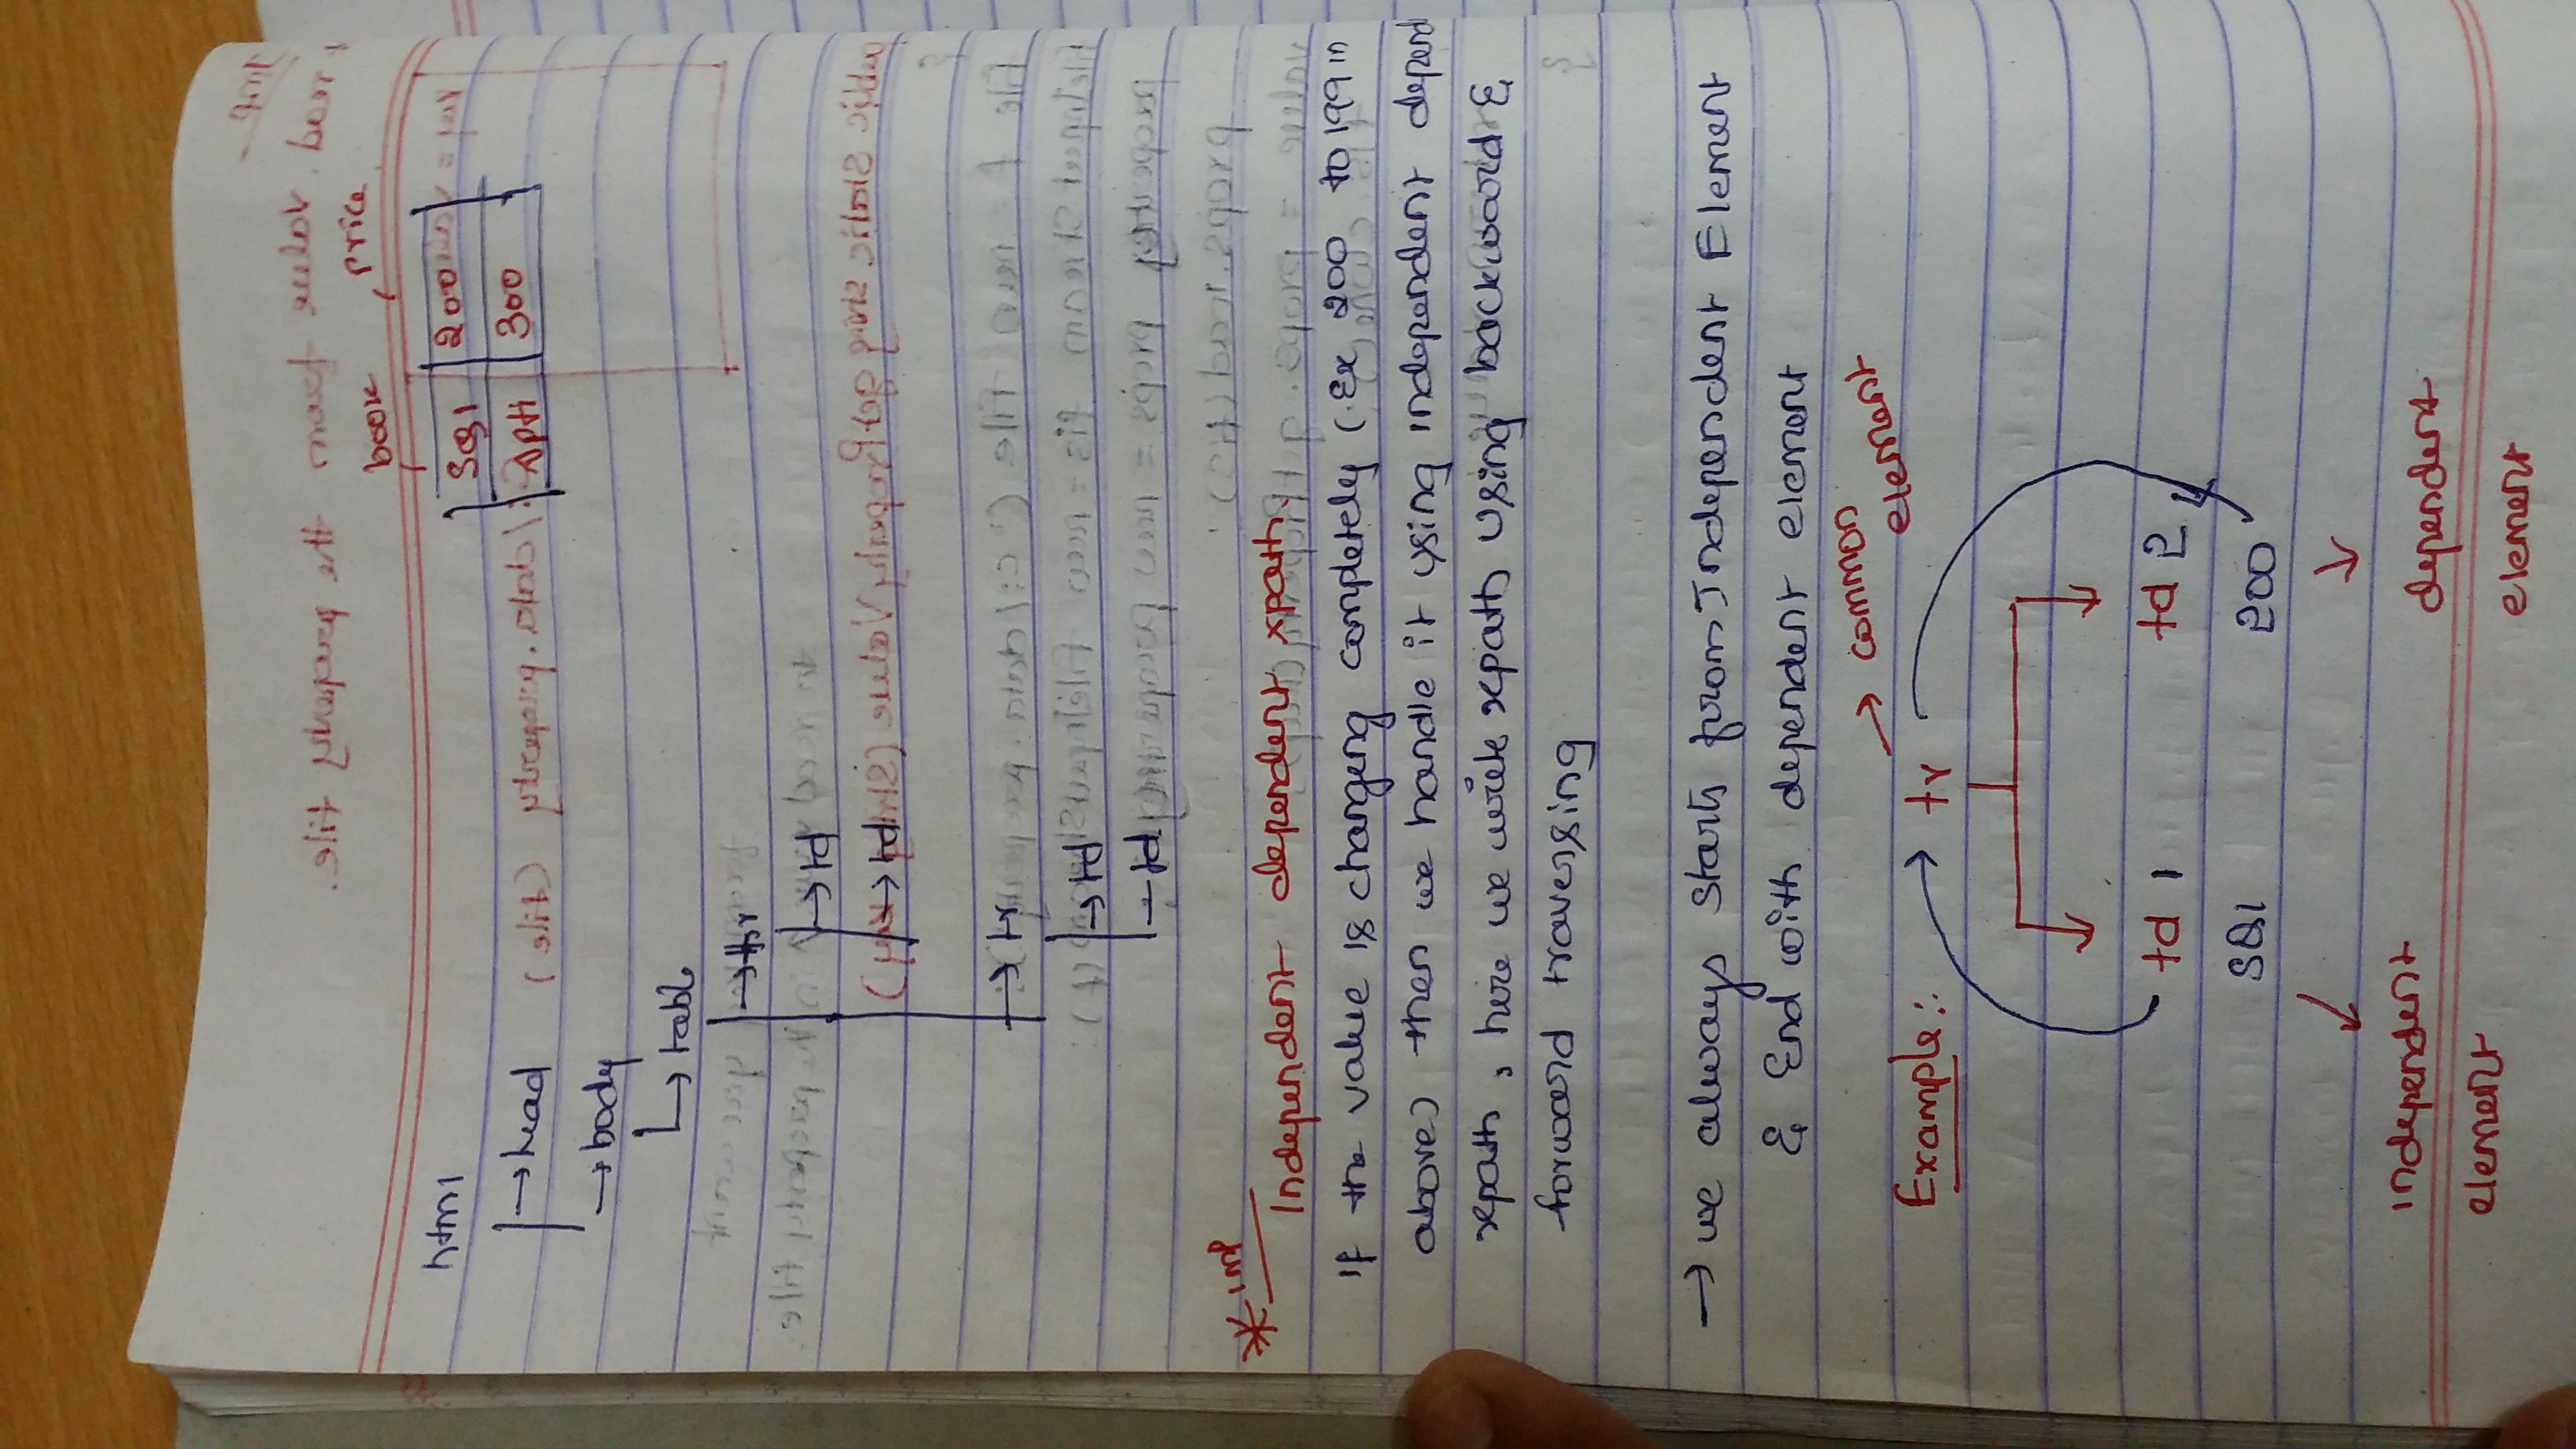 book price
html
SQl 200
→ head
Apti 300
→ body
→ table
→ tr
→ td
→ td
→ tr
→ td
→ td
* imp
Independent dependent xpath
If the value is changing completely (Ex 200 to 199 in
above) then we handle it using independent depend
xpath, here we write xpath using backward &
forward traversing
→ we always starts from Independent Element
& End with dependent element
→ common
element
Example:
tr
td 1 td 2
SQl 200
independent dependent
element element